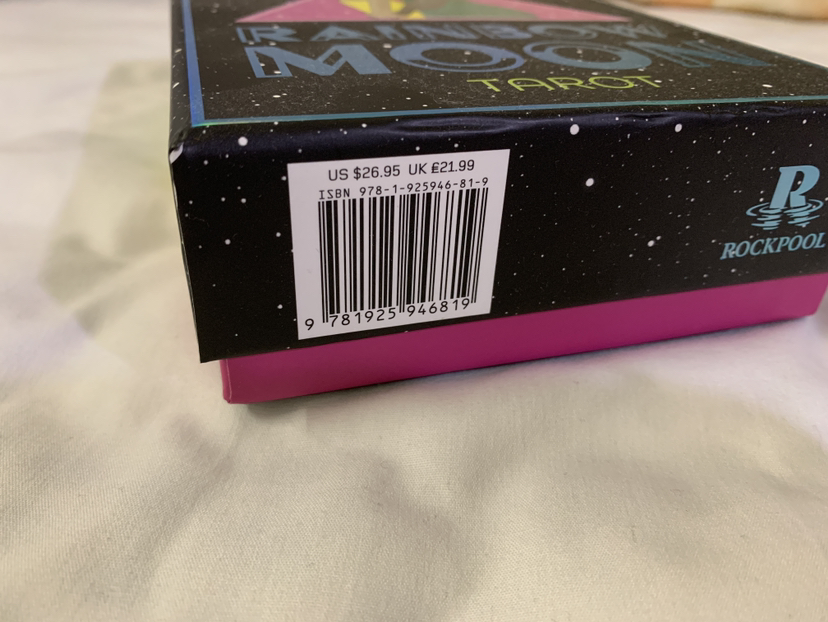 RAINBOW
MOON
TAROT
US $26.95 UK £21.99
ISBN 978-1-925946-81-9
9 781925 946819
R
ROCKPOOL